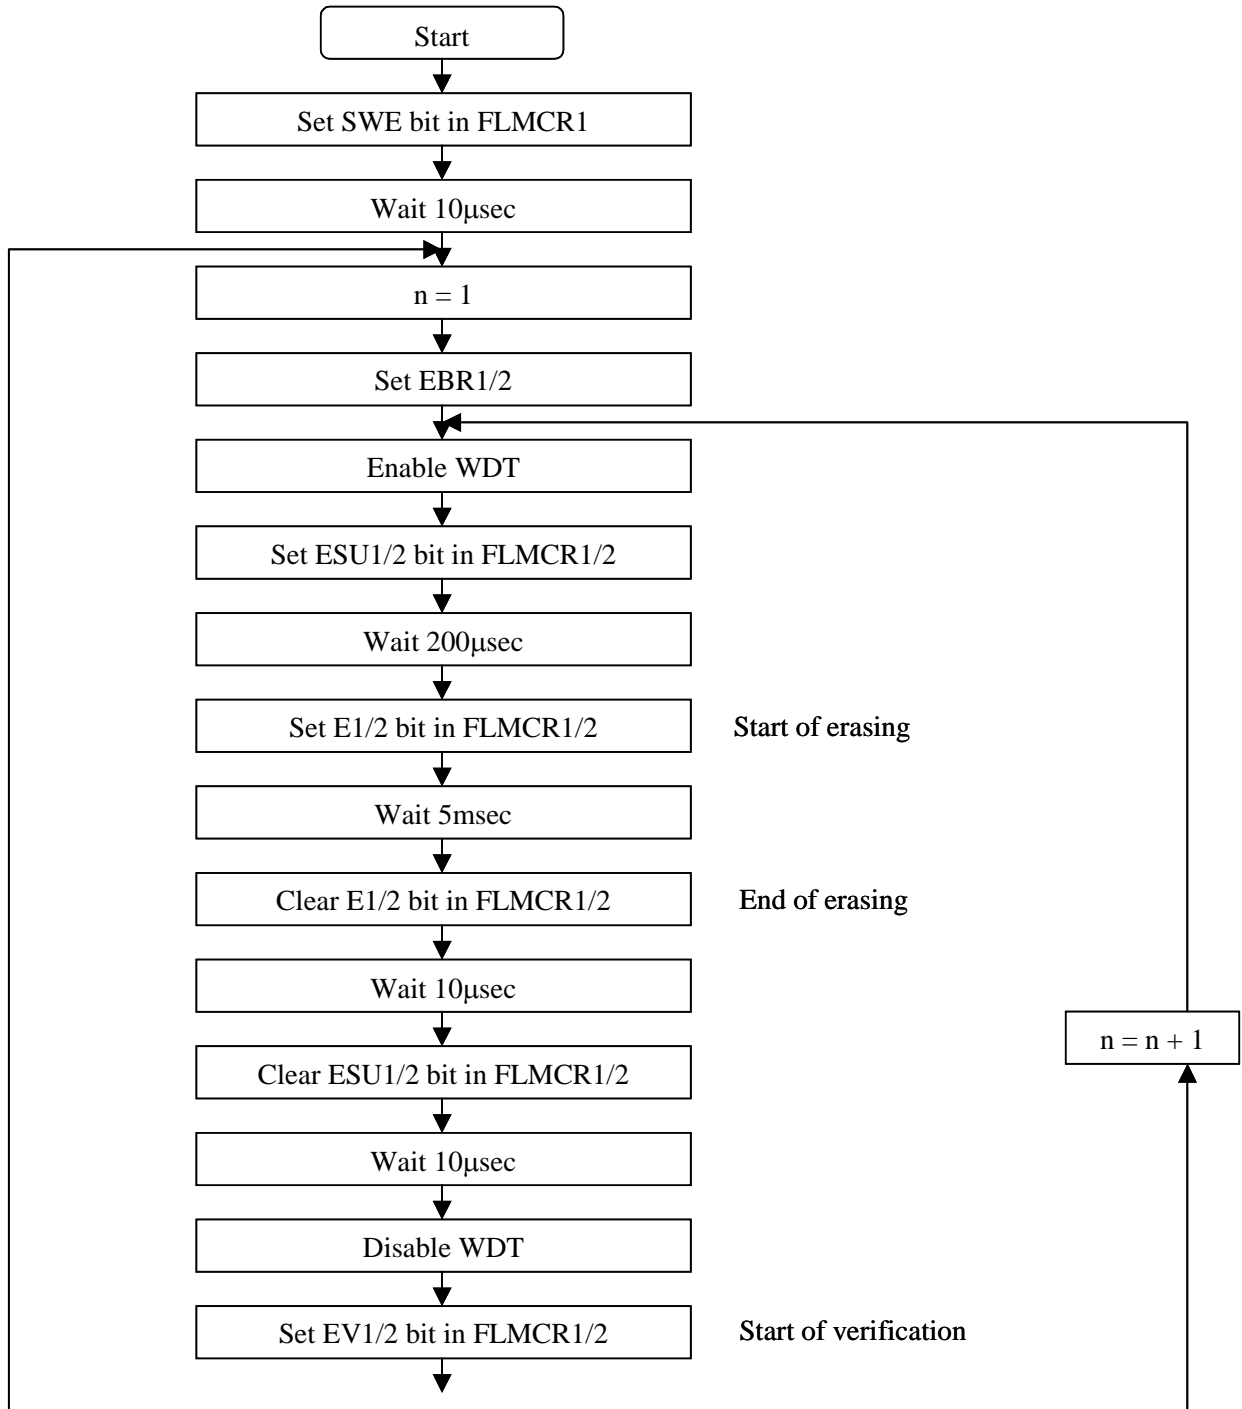 Start
Set SWE bit in FLMCR1
Wait 10μsec
n = 1
Set EBR1/2
Enable WDT
Set ESU1/2 bit in FLMCR1/2
Wait 200μsec
Set E1/2 bit in FLMCR1/2
Start of erasing
Wait 5msec
Clear E1/2 bit in FLMCR1/2
End of erasing
Wait 10μsec
n = n + 1
Clear ESU1/2 bit in FLMCR1/2
Wait 10μsec
Disable WDT
Set EV1/2 bit in FLMCR1/2
Start of verification